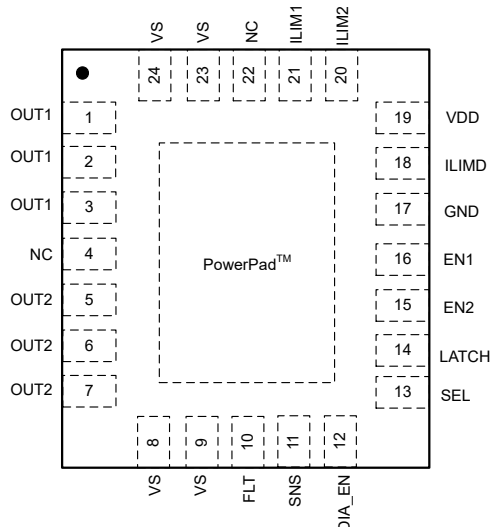 VS
VS
NC
ILIM1
ILIM2
24
23
22
21
20
OUT1
1
19
VDD
OUT1
2
18
ILIMD
OUT1
3
17
GND
NC
4
PowerPad™
16
EN1
OUT2
5
15
EN2
OUT2
6
14
LATCH
OUT2
7
13
SEL
8
9
10
11
12
VS
VS
FLT
SNS
DIA_EN